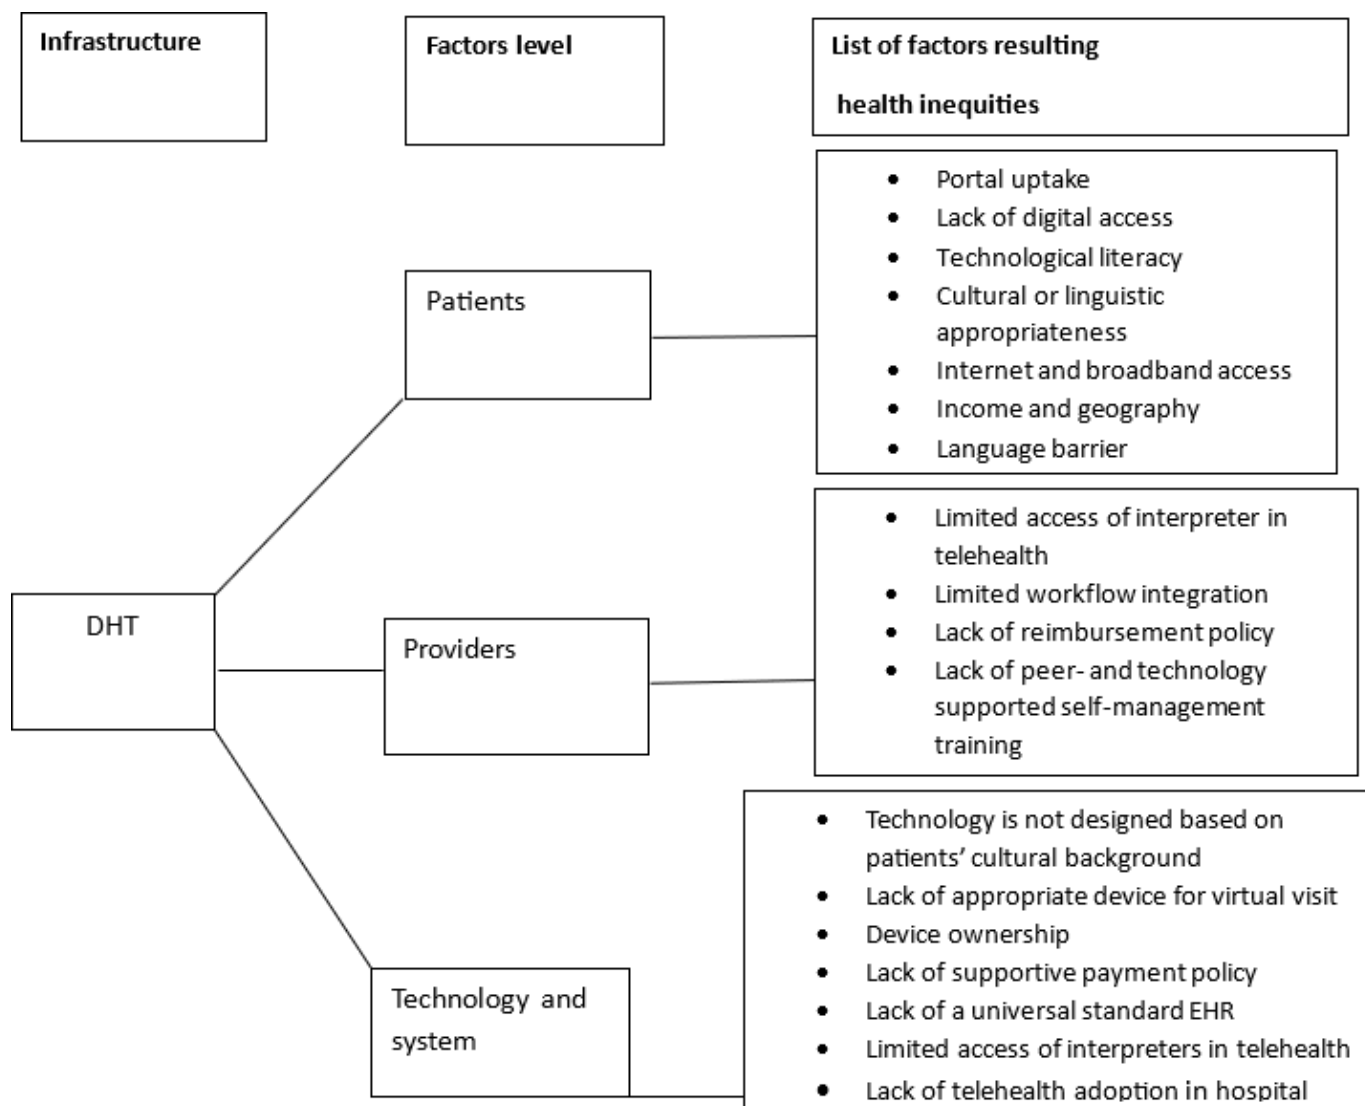 Infrastructure
Factors level
List of factors resulting
health inequities
Patients
• Portal uptake
• Lack of digital access
• Technological literacy
• Cultural or linguistic
appropriateness
• Internet and broadband access
• Income and geography
• Language barrier
DHT
Providers
• Limited access of interpreter in
telehealth
• Limited workflow integration
• Lack of reimbursement policy
• Lack of peer- and technology
supported self-management
training
Technology and
system
• Technology is not designed based on
patients’ cultural background
• Lack of appropriate device for virtual visit
• Device ownership
• Lack of supportive payment policy
• Lack of a universal standard EHR
• Limited access of interpreters in telehealth
• Lack of telehealth adoption in hospital